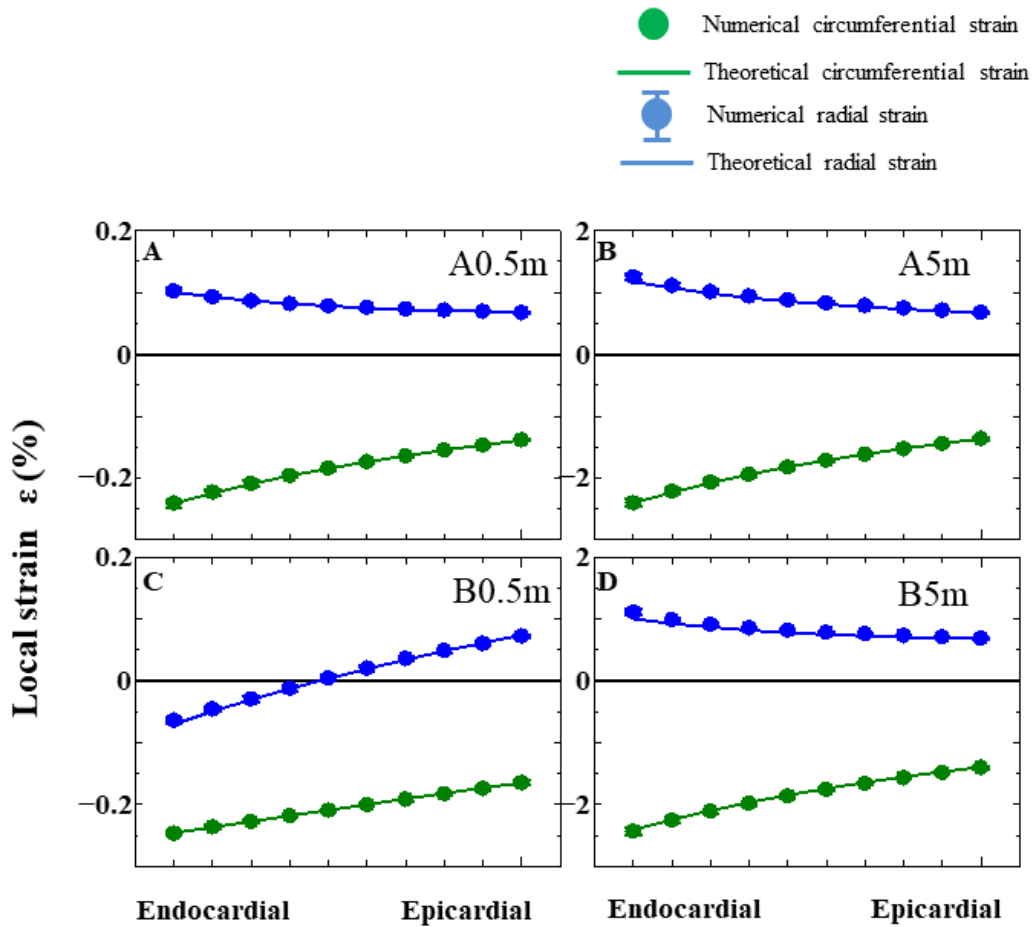 Numerical circumferential strain
Theoretical circumferential strain
Numerical radial strain
Theoretical radial strain
Local strain ε (%)
0.2
0
−0.2
A
A0.5m
2
0
−2
B
A5m
0.2
0
−0.2
C
B0.5m
2
0
−2
D
B5m
Endocardial Epicardial
Endocardial Epicardial